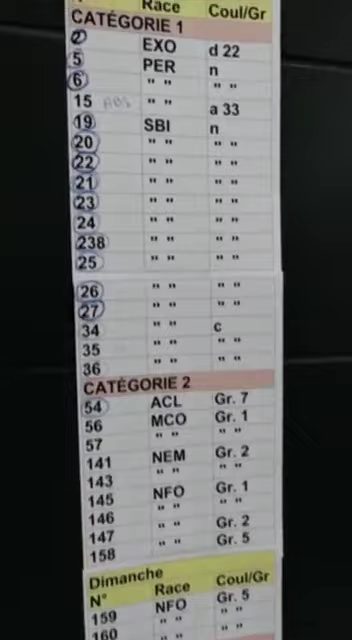 Race Coul/Gr
CATÉGORIE 1
2 EXO d 22
5 PER n
6 " " " "
15 ABS " " a 33
19 SBI n
20 " " " "
22 " " " "
21 " " " "
23 " " " "
24 " " " "
238 " " " "
25 " " " "
26 " " " "
27 " " " "
34 " " c
35 " " " "
36 " " " "
CATÉGORIE 2
54 ACL Gr. 7
56 MCO Gr. 1
57 " " " "
141 NEM Gr. 2
143 " " " "
145 NFO Gr. 1
146 " " " "
147 " " Gr. 2
158 " " Gr. 5
Dimanche
N° Race Coul/Gr
159 NFO Gr. 5
160 " " " "